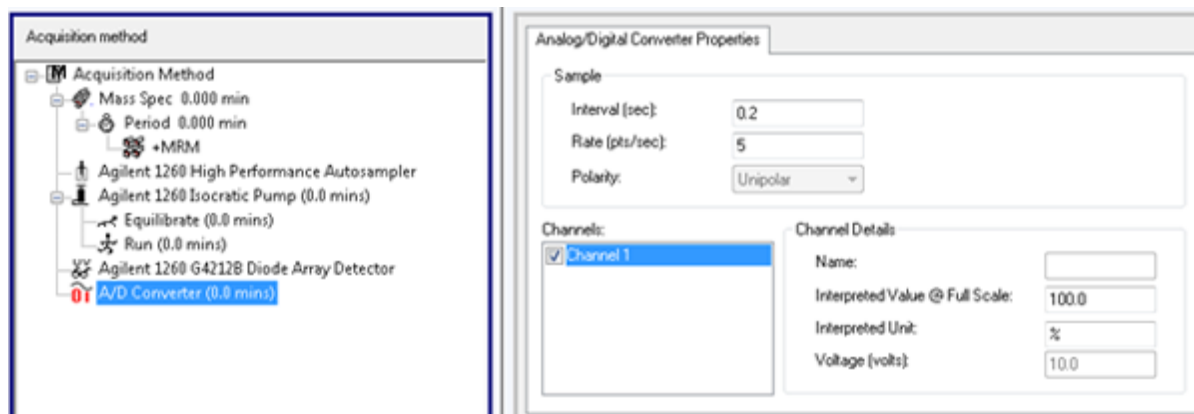 Acquisition method
Acquisition Method
Mass Spec 0.000 min
Period 0.000 min
+MRM
Agilent 1260 High Performance Autosampler
Agilent 1260 Isocratic Pump (0.0 mins)
Equilibrate (0.0 mins)
Run (0.0 mins)
Agilent 1260 G4212B Diode Array Detector
A/D Converter (0.0 mins)
Analog/Digital Converter Properties
Sample
Interval (sec): 0.2
Rate (pts/sec): 5
Polarity: Unipolar
Channels:
Channel 1
Channel Details
Name:
Interpreted Value @ Full Scale: 100.0
Interpreted Unit: %
Voltage (volts): 10.0